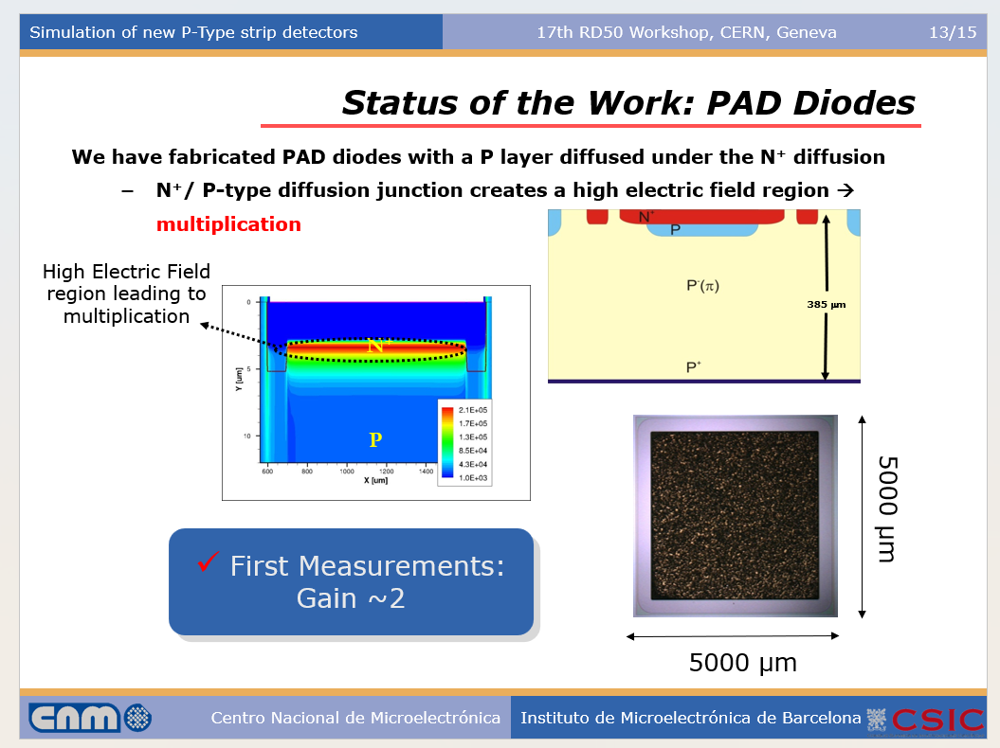 Simulation of new P-Type strip detectors
17th RD50 Workshop, CERN, Geneva
13/15
Status of the Work: PAD Diodes
We have fabricated PAD diodes with a P layer diffused under the N⁺ diffusion
– N⁺/ P-type diffusion junction creates a high electric field region →
multiplication
High Electric Field
region leading to
multiplication
0
5
10
Y [um]
N⁺
P
600 800 1000 1200 1400
X [um]
2.1E+05
1.7E+05
1.3E+05
8.5E+04
4.3E+04
1.0E+03
N⁺
P
P⁻(π)
385 µm
P⁺
✓ First Measurements:
Gain ~2
5000 µm
5000 µm
cnm
Centro Nacional de Microelectrónica
Instituto de Microelectrónica de Barcelona
CSIC